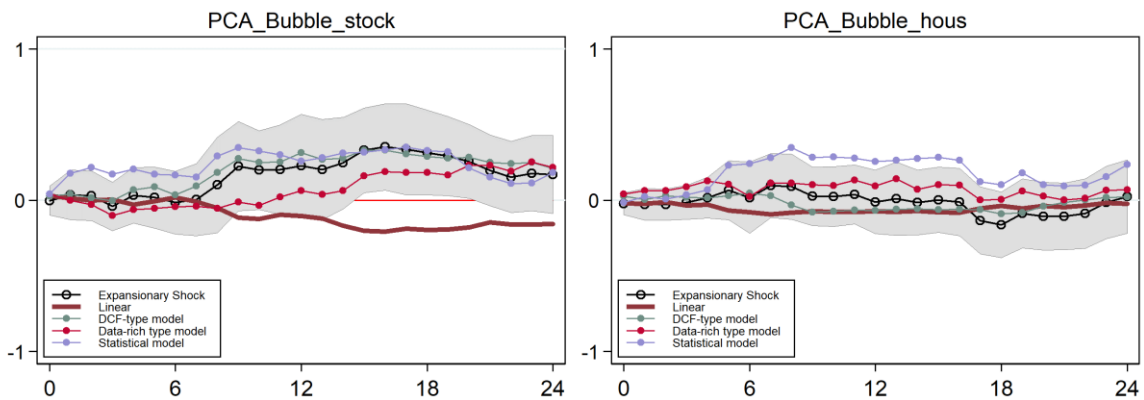 PCA_Bubble_stock
1
0
-1
Expansionary Shock
Linear
DCF-type model
Data-rich type model
Statistical model
0 6 12 18 24
PCA_Bubble_hous
1
0
-1
Expansionary Shock
Linear
DCF-type model
Data-rich type model
Statistical model
0 6 12 18 24